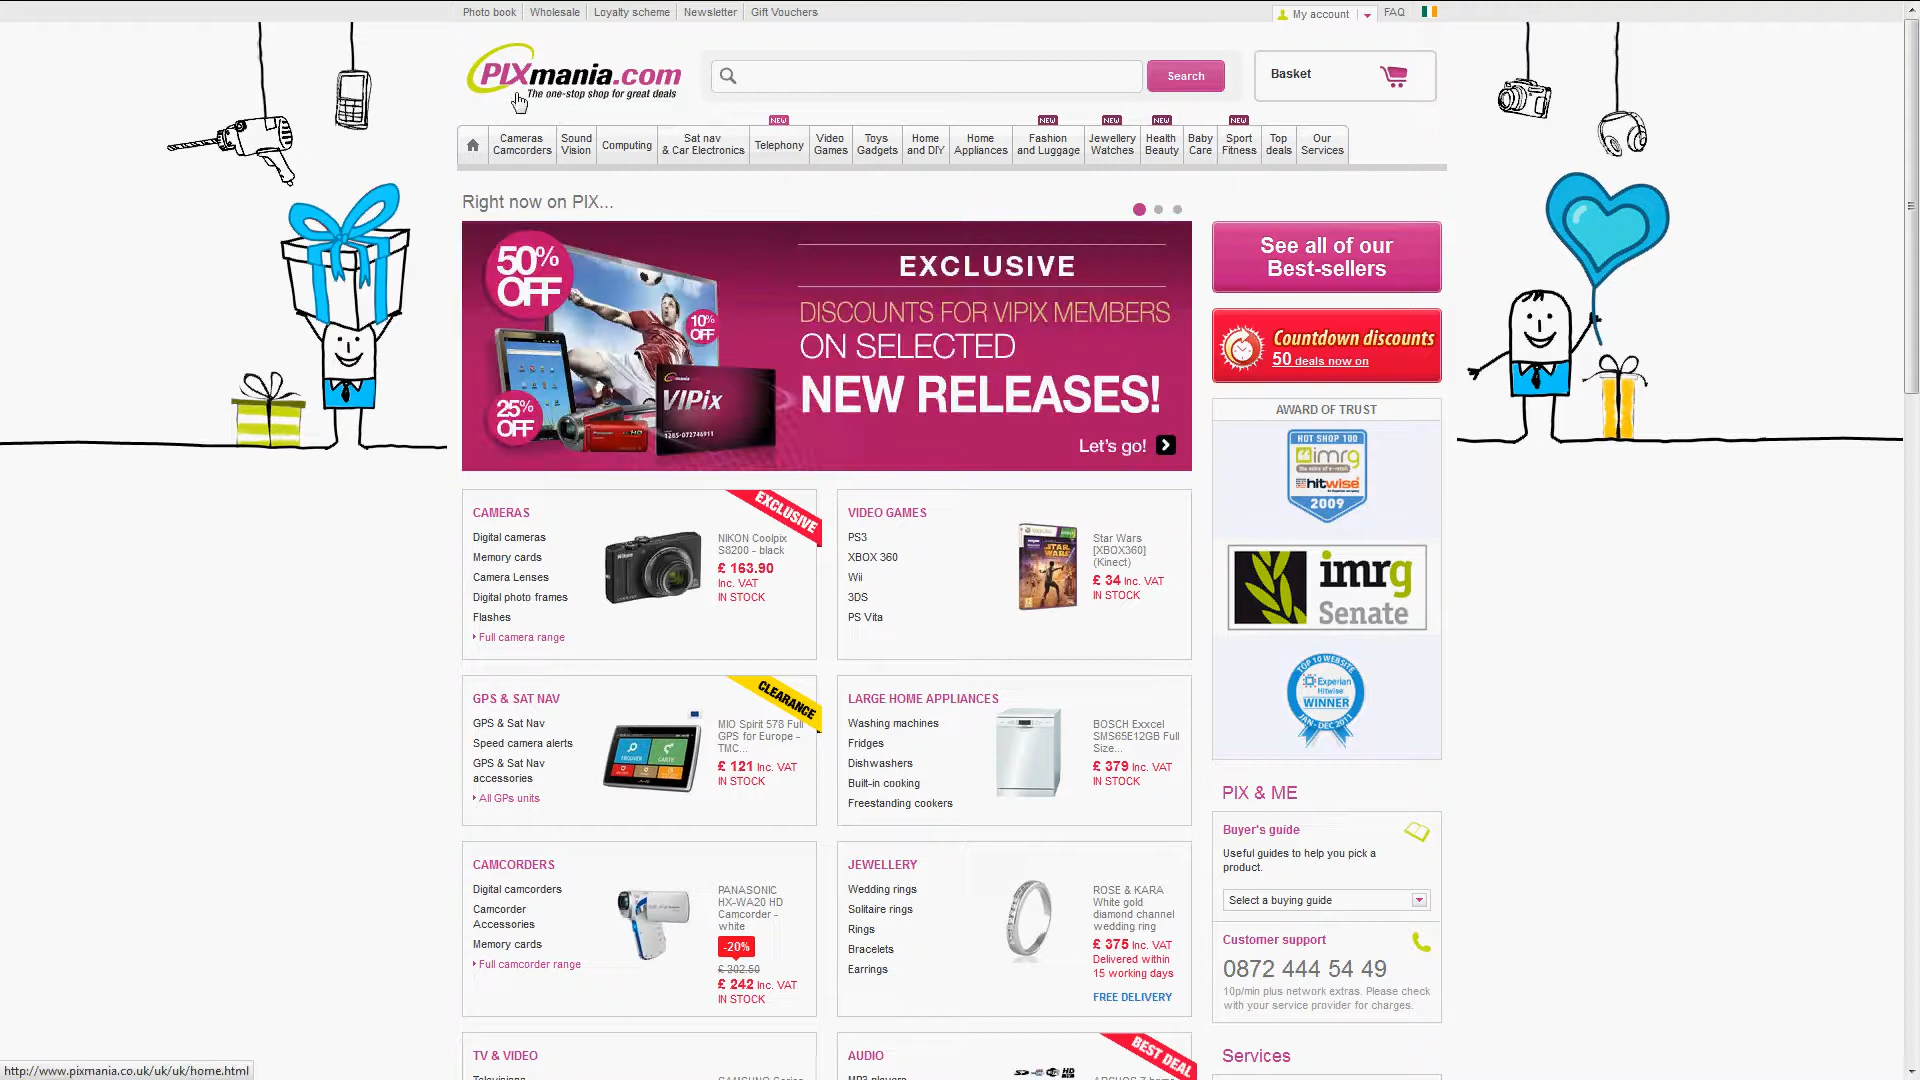 Photo book
Wholesale
Loyalty scheme
Newsletter
Gift Vouchers
My account
FAQ
PIXmania.com
The one-stop shop for great deals
Search
Basket
NEW
NEW
NEW
NEW
NEW
Cameras
Camcorders
Sound
Vision
Computing
Sat nav
& Car Electronics
Telephony
Video
Games
Toys
Gadgets
Home
and DIY
Home
Appliances
Fashion
and Luggage
Jewellery
Watches
Health
Beauty
Baby
Care
Sport
Fitness
Top
deals
Our
Services
Right now on PIX...
50%
OFF
10%
OFF
25%
OFF
VIPix
EXCLUSIVE
DISCOUNTS FOR VIPIX MEMBERS
ON SELECTED
NEW RELEASES!
Let's go!
See all of our
Best-sellers
Countdown discounts
50 deals now on
AWARD OF TRUST
HOT SHOP 100
imrg
hitwise
2009
imrg
Senate
TOP 10 WEBSITE
Experian
Hitwise
WINNER
JAN - DEC 2011
CAMERAS
Digital cameras
Memory cards
Camera Lenses
Digital photo frames
Flashes
Full camera range
EXCLUSIVE
NIKON Coolpix
S8200 - black
£ 163.90
Inc. VAT
IN STOCK
VIDEO GAMES
PS3
XBOX 360
Wii
3DS
PS Vita
Star Wars
[XBOX360]
(Kinect)
£ 34 Inc. VAT
IN STOCK
GPS & SAT NAV
GPS & Sat Nav
Speed camera alerts
GPS & Sat Nav
accessories
All GPs units
CLEARANCE
MIO Spirit 578 Full
GPS for Europe -
TMC...
£ 121 Inc. VAT
IN STOCK
LARGE HOME APPLIANCES
Washing machines
Fridges
Dishwashers
Built-in cooking
Freestanding cookers
BOSCH Exxcel
SMS65E12GB Full
Size...
£ 379 Inc. VAT
IN STOCK
CAMCORDERS
Digital camcorders
Camcorder
Accessories
Memory cards
Full camcorder range
PANASONIC
HX-WA20 HD
Camcorder -
white
-20%
£ 302.50
£ 242 Inc. VAT
IN STOCK
JEWELLERY
Wedding rings
Solitaire rings
Rings
Bracelets
Earrings
ROSE & KARA
White gold
diamond channel
wedding ring
£ 375 Inc. VAT
Delivered within
15 working days
FREE DELIVERY
PIX & ME
Buyer's guide
Useful guides to help you pick a
product.
Select a buying guide
Customer support
0872 444 54 49
10p/min plus network extras. Please check
with your service provider for charges.
Services
TV & VIDEO
AUDIO
BEST DEAL
http://www.pixmania.co.uk/uk/uk/home.html